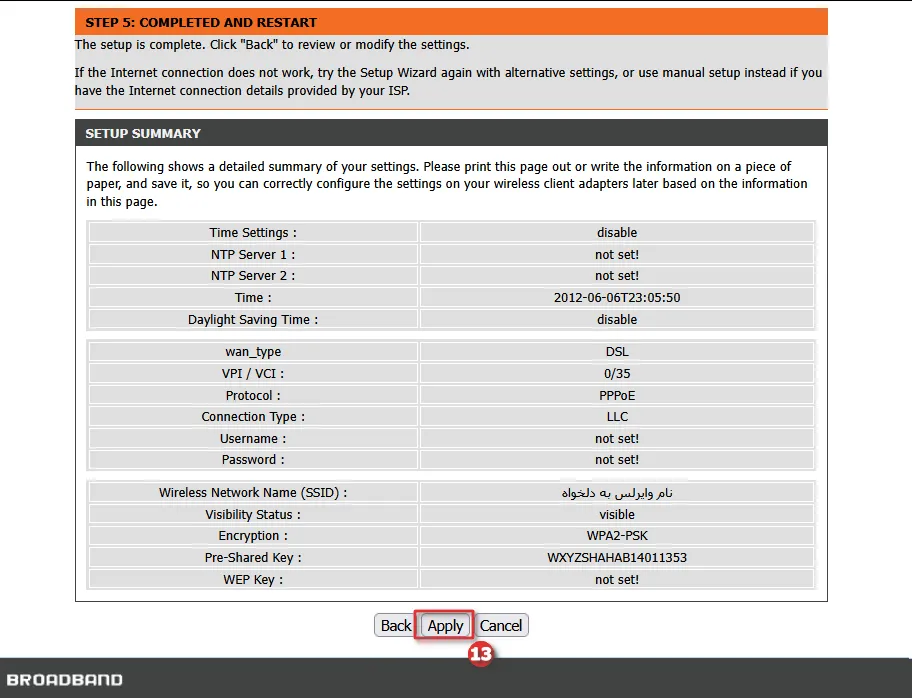 STEP 5: COMPLETED AND RESTART
The setup is complete. Click "Back" to review or modify the settings.
If the Internet connection does not work, try the Setup Wizard again with alternative settings, or use manual setup instead if you
have the Internet connection details provided by your ISP.
SETUP SUMMARY
The following shows a detailed summary of your settings. Please print this page out or write the information on a piece of
paper, and save it, so you can correctly configure the settings on your wireless client adapters later based on the information
in this page.
Time Settings : disable
NTP Server 1 : not set!
NTP Server 2 : not set!
Time : 2012-06-06T23:05:50
Daylight Saving Time : disable
wan_type DSL
VPI / VCI : 0/35
Protocol : PPPoE
Connection Type : LLC
Username : not set!
Password : not set!
Wireless Network Name (SSID) : نام وایرلس به دلخواه
Visibility Status : visible
Encryption : WPA2-PSK
Pre-Shared Key : WXYZSHAHAB14011353
WEP Key : not set!
Back Apply Cancel
13
BROADBAND